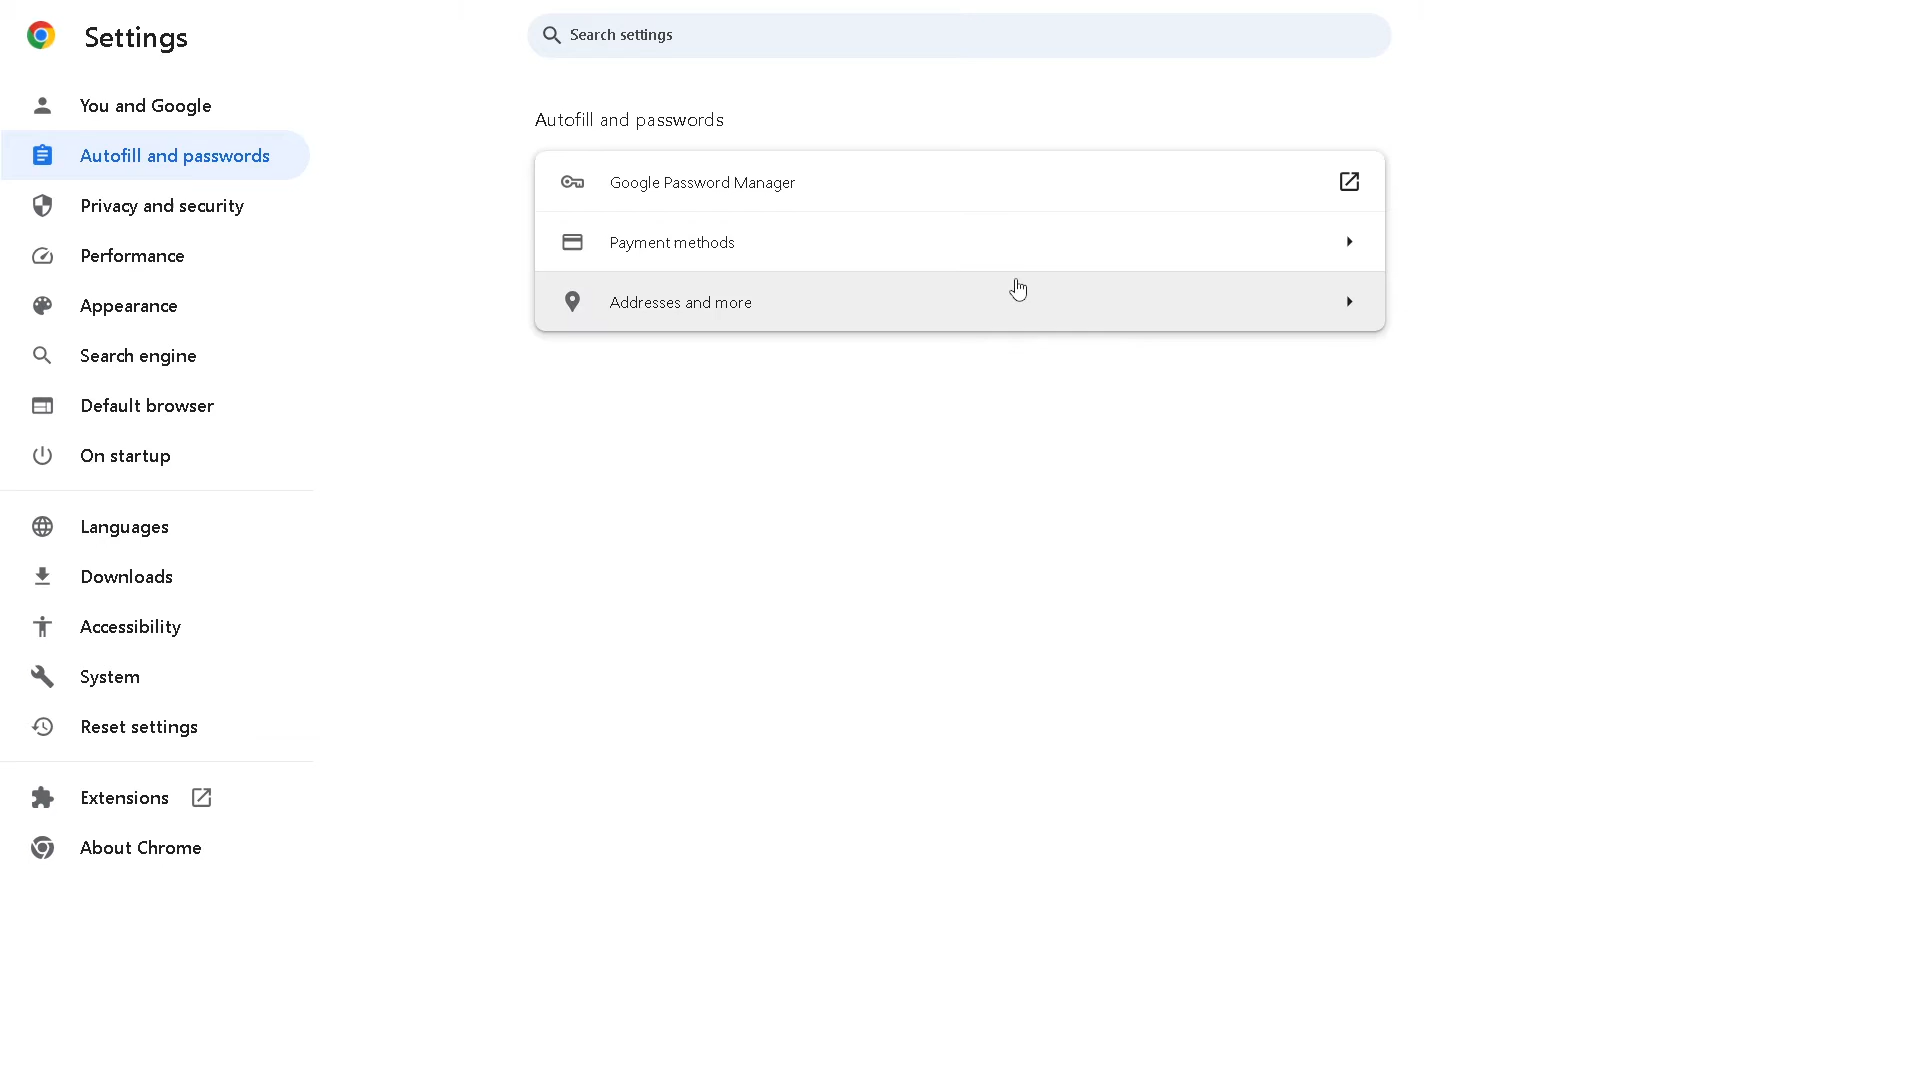 Settings
Search settings
You and Google
Autofill and passwords
Privacy and security
Performance
Appearance
Search engine
Default browser
On startup
Languages
Downloads
Accessibility
System
Reset settings
Extensions
About Chrome
Autofill and passwords
Google Password Manager
Payment methods
Addresses and more